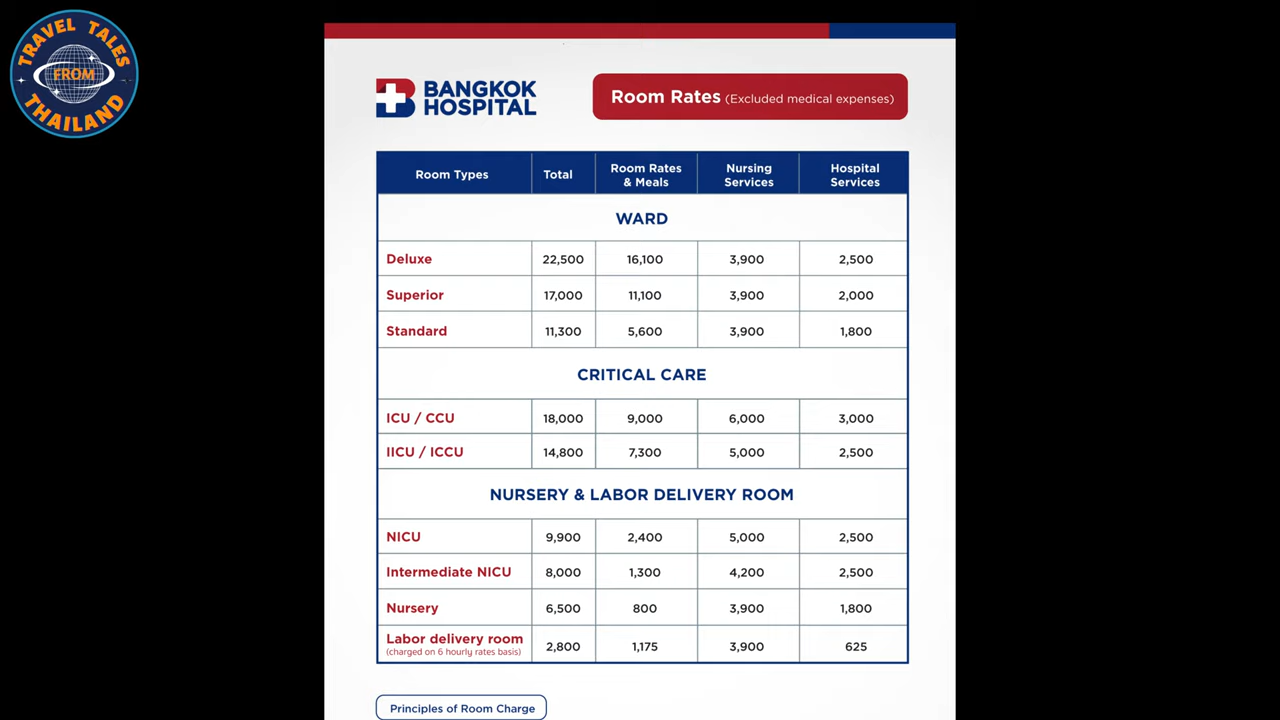 TRAVEL TALES
FROM
THAILAND
BANGKOK
HOSPITAL
Room Rates (Excluded medical expenses)
Room Types Total Room Rates & Meals Nursing Services Hospital Services
WARD
Deluxe 22,500 16,100 3,900 2,500
Superior 17,000 11,100 3,900 2,000
Standard 11,300 5,600 3,900 1,800
CRITICAL CARE
ICU / CCU 18,000 9,000 6,000 3,000
IICU / ICCU 14,800 7,300 5,000 2,500
NURSERY & LABOR DELIVERY ROOM
NICU 9,900 2,400 5,000 2,500
Intermediate NICU 8,000 1,300 4,200 2,500
Nursery 6,500 800 3,900 1,800
Labor delivery room 2,800 1,175 3,900 625
(charged on 6 hourly rates basis)
Principles of Room Charge